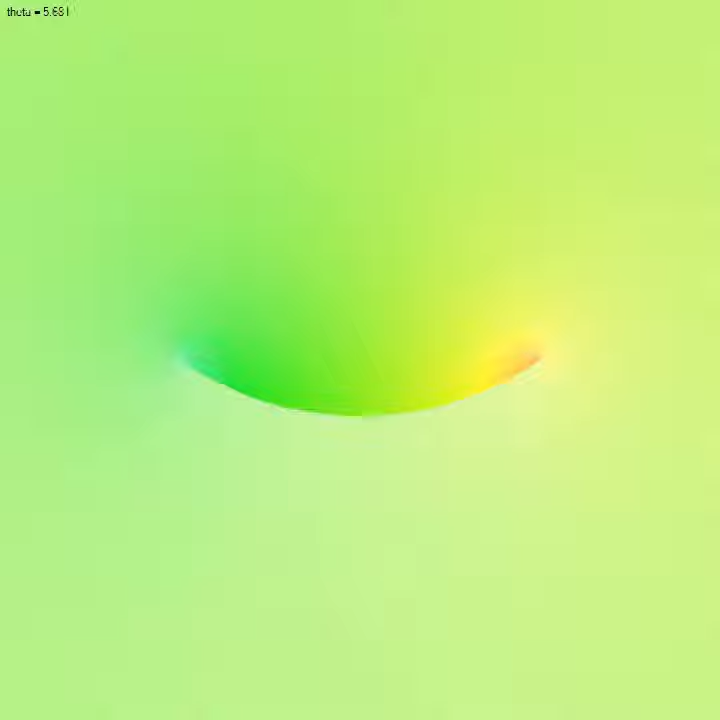 theta = 5.681